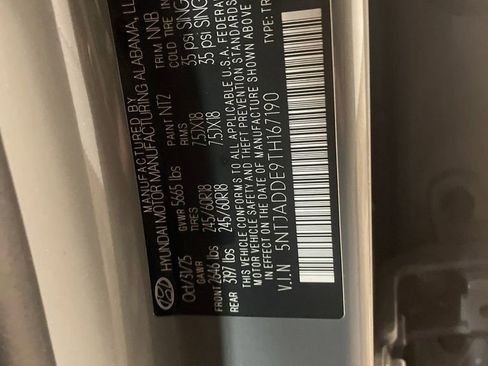 HYUNDAI MOTOR MANUFACTURING ALABAMA, LL
Oct/31/25 GVWR 5665 lbs PAINT NT2 TRIM NNB
GAWR TIRES RIMS COLD TIRE
FRONT 2646 lbs 245/60R18 7.5JX18 35 psi SING
REAR 3197 lbs 245/60R18 7.5JX18 35 psi SING
THIS VEHICLE CONFORMS TO ALL APPLICABLE U.S.A. FEDERAL
MOTOR VEHICLE SAFETY AND THEFT PREVENTION STANDARDS
IN EFFECT ON THE DATE OF MANUFACTURE SHOWN ABOVE
V.I.N 5NTJADDE9TH167190 TYPE: TR